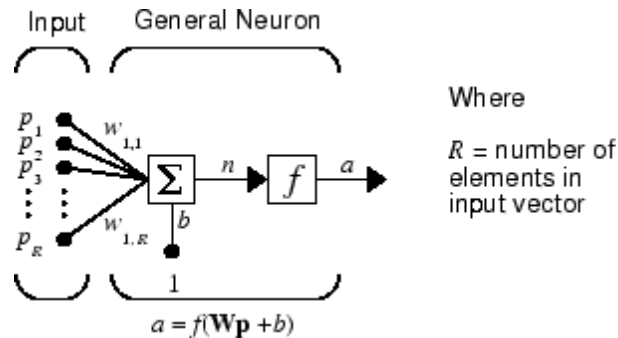 Input General Neuron
p1
p2
p3
pR
w1,1
w1,R
Σ
n
f
a
b
1
a = f(Wp +b)
Where
R = number of
elements in
input vector